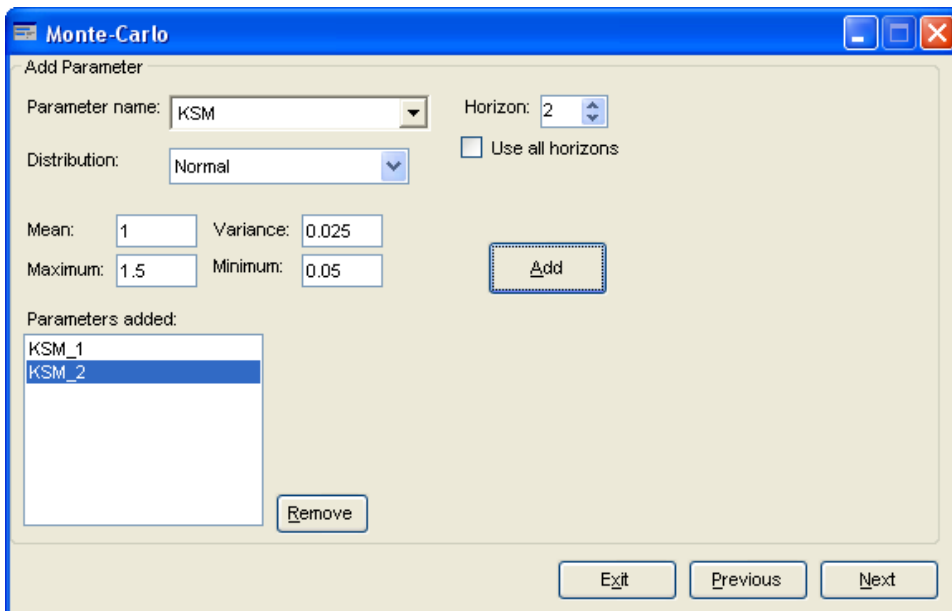 Monte-Carlo
Add Parameter
Parameter name: KSM Horizon: 2
Use all horizons
Distribution: Normal
Mean: 1 Variance: 0.025
Maximum: 1.5 Minimum: 0.05
Add
Parameters added:
KSM_1
KSM_2
Remove
Exit Previous Next